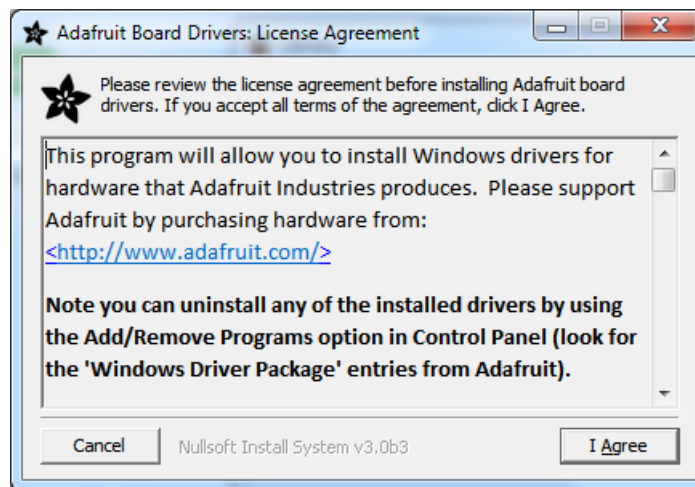 Adafruit Board Drivers: License Agreement
Please review the license agreement before installing Adafruit board
drivers. If you accept all terms of the agreement, click I Agree.
This program will allow you to install Windows drivers for
hardware that Adafruit Industries produces.  Please support
Adafruit by purchasing hardware from:
<http://www.adafruit.com/>
Note you can uninstall any of the installed drivers by using
the Add/Remove Programs option in Control Panel (look for
the 'Windows Driver Package' entries from Adafruit).
Cancel
Nullsoft Install System v3.0b3
I Agree